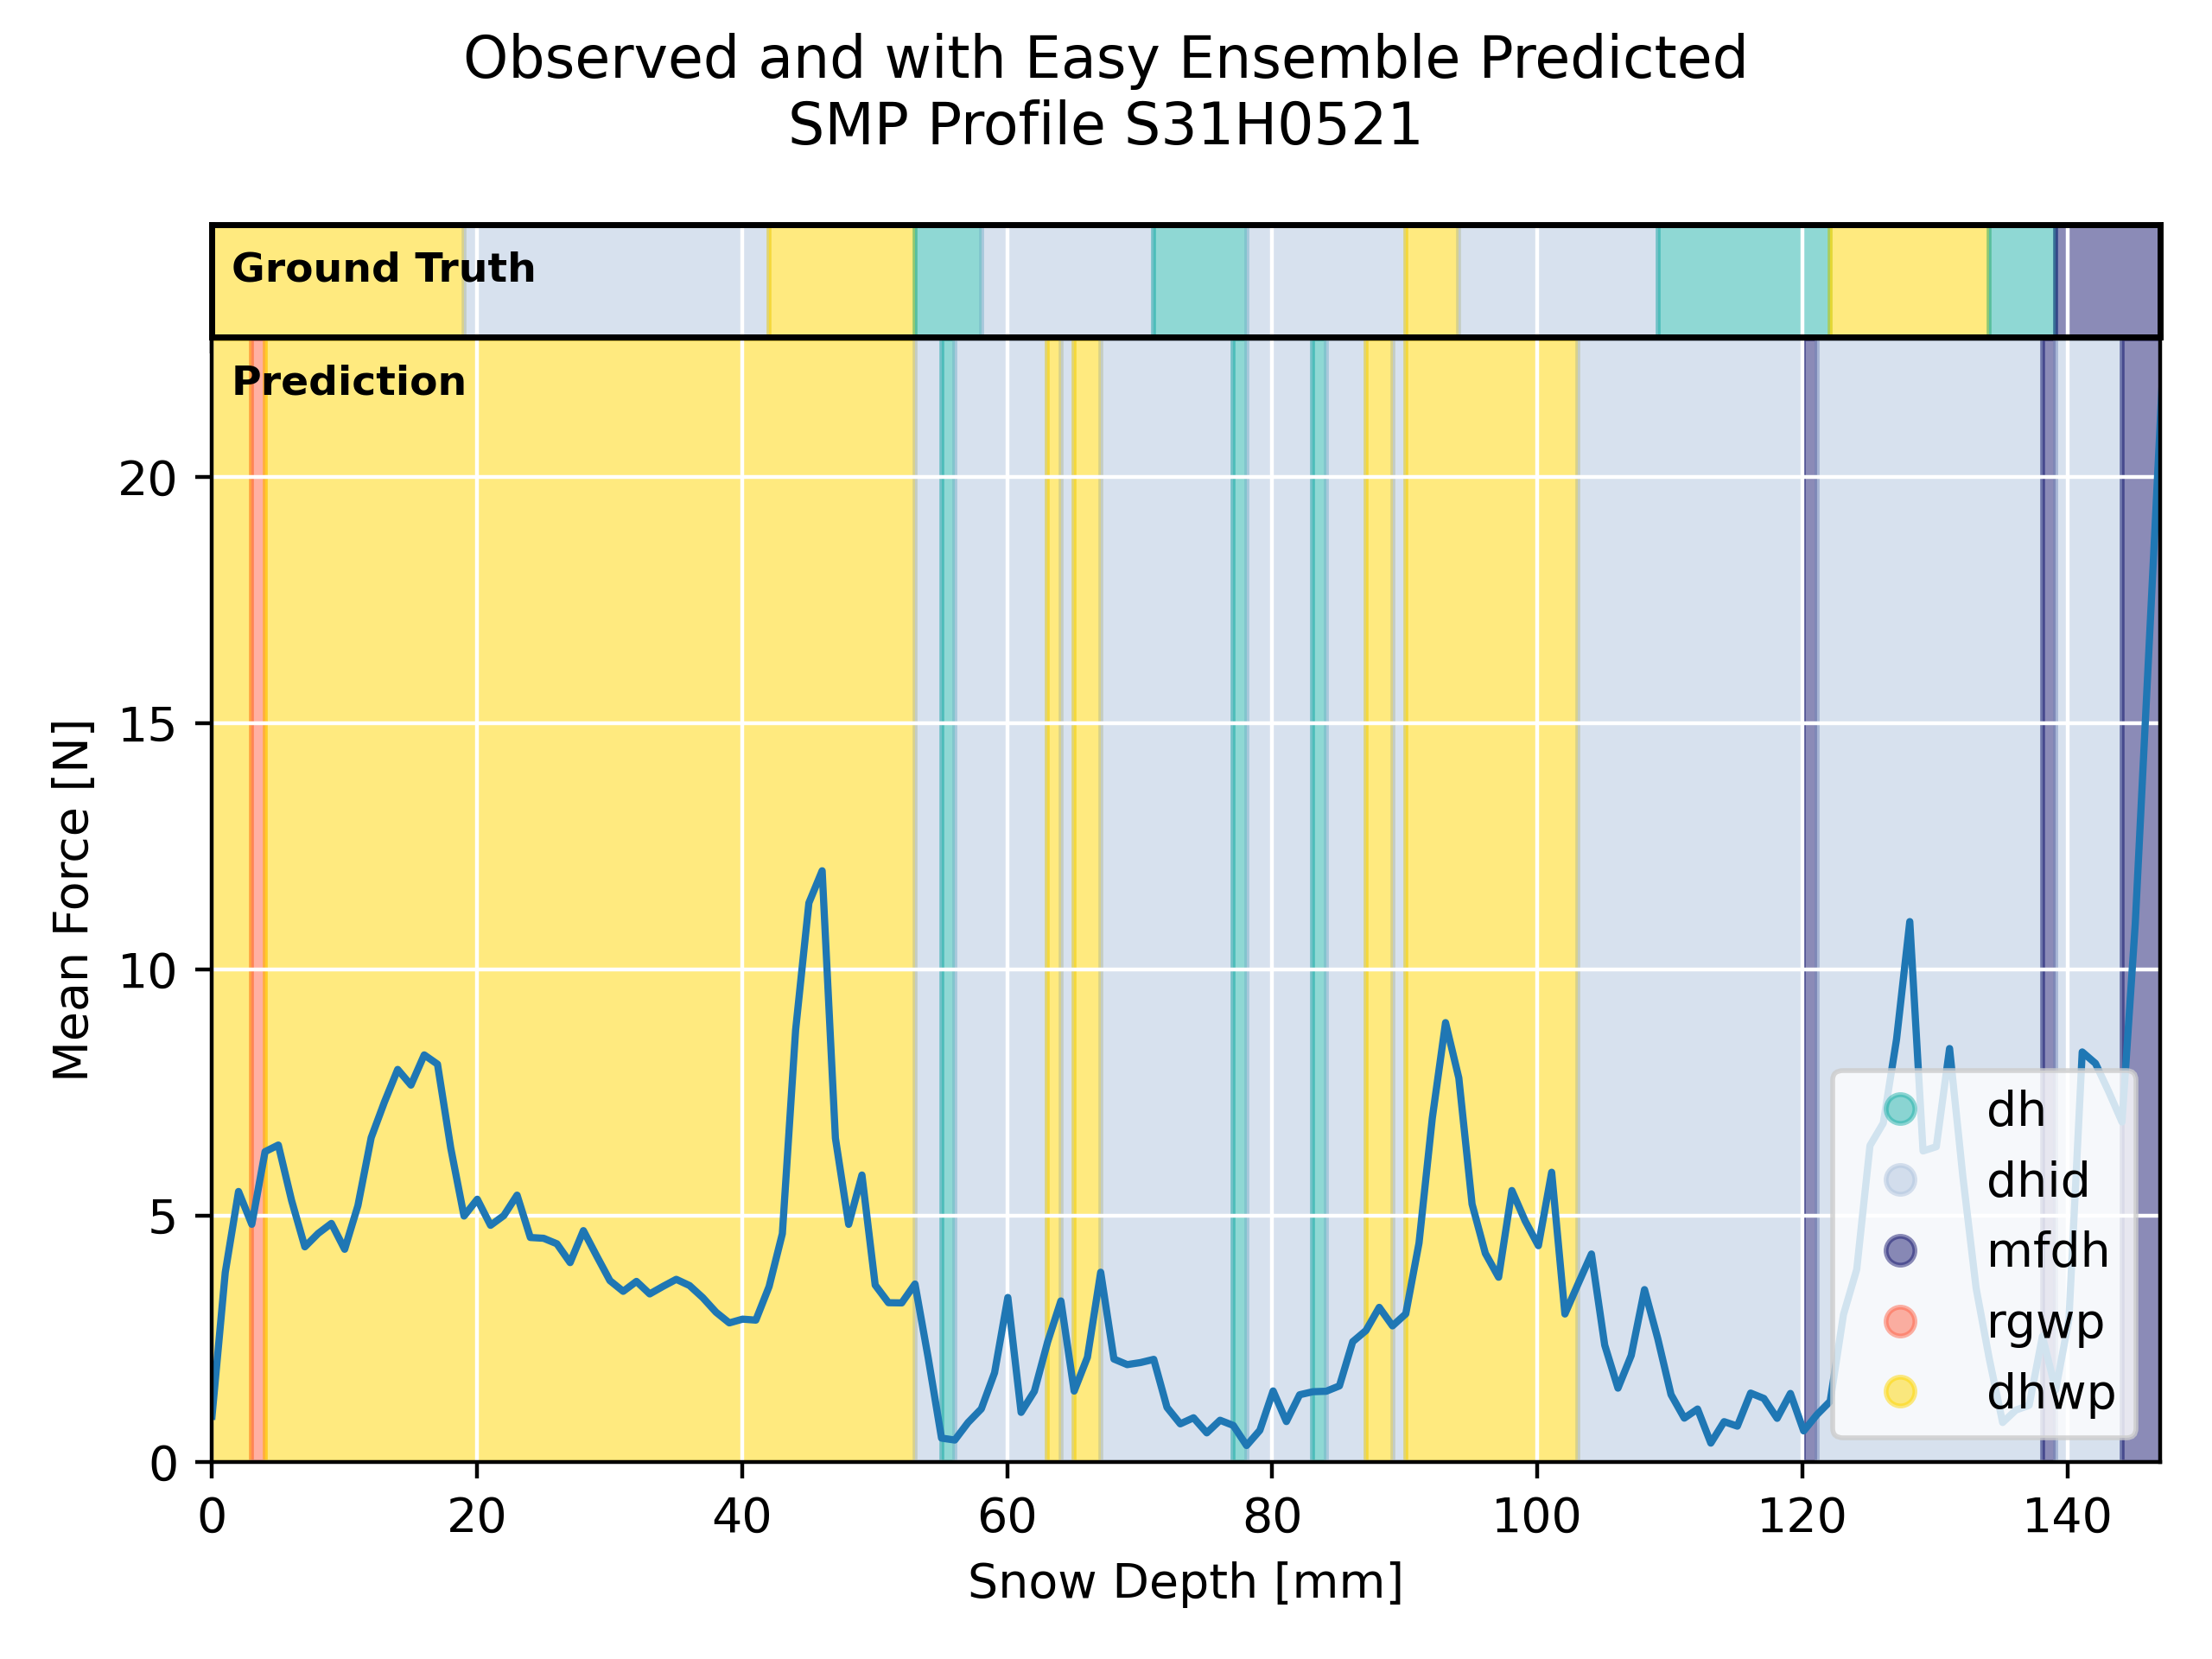 Observed and with Easy Ensemble Predicted
SMP Profile S31H0521
Ground Truth
Prediction
20
15
10
5
0
Mean Force [N]
dh
dhid
mfdh
rgwp
dhwp
0 20 40 60 80 100 120 140
Snow Depth [mm]